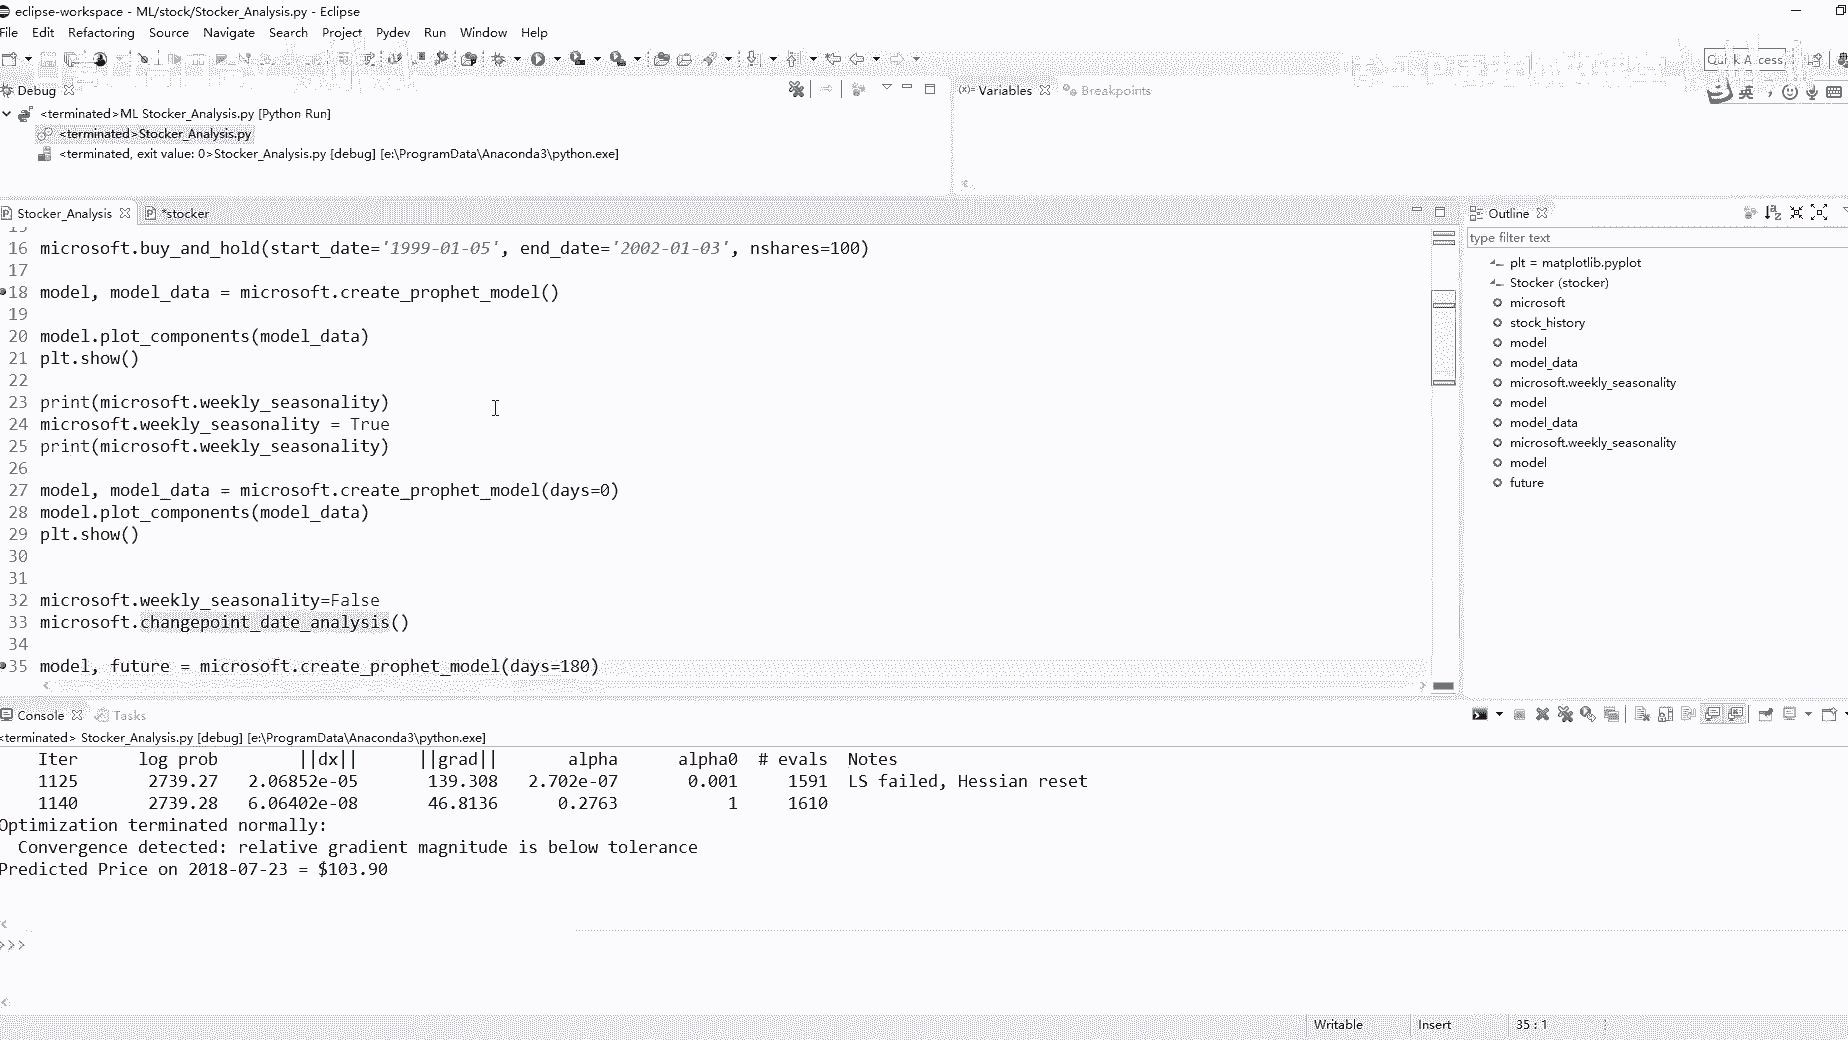 eclipse-workspace - ML/stock/Stocker_Analysis.py - Eclipse
File Edit Refactoring Source Navigate Search Project Pydev Run Window Help
Quick Access
Debug
(x)= Variables Breakpoints
<terminated>ML Stocker_Analysis.py [Python Run]
<terminated>Stocker_Analysis.py
<terminated, exit value: 0>Stocker_Analysis.py [debug] [e:\ProgramData\Anaconda3\python.exe]
英
Stocker_Analysis *stocker
15
16 microsoft.buy_and_hold(start_date='1999-01-05', end_date='2002-01-03', nshares=100)
17
18 model, model_data = microsoft.create_prophet_model()
19
20 model.plot_components(model_data)
21 plt.show()
22
23 print(microsoft.weekly_seasonality)
24 microsoft.weekly_seasonality = True
25 print(microsoft.weekly_seasonality)
26
27 model, model_data = microsoft.create_prophet_model(days=0)
28 model.plot_components(model_data)
29 plt.show()
30
31
32 microsoft.weekly_seasonality=False
33 microsoft.changepoint_date_analysis()
34
35 model, future = microsoft.create_prophet_model(days=180)
Outline
type filter text
plt = matplotlib.pyplot
Stocker (stocker)
microsoft
stock_history
model
model_data
microsoft.weekly_seasonality
model
model_data
microsoft.weekly_seasonality
model
future
Console Tasks
<terminated> Stocker_Analysis.py [debug] [e:\ProgramData\Anaconda3\python.exe]
Iter log prob ||dx|| ||grad|| alpha alpha0 # evals Notes
1125 2739.27 2.06852e-05 139.308 2.702e-07 0.001 1591 LS failed, Hessian reset
1140 2739.28 6.06402e-08 46.8136 0.2763 1 1610
Optimization terminated normally:
Convergence detected: relative gradient magnitude is below tolerance
Predicted Price on 2018-07-23 = $103.90
>>>
Writable Insert 35 : 1